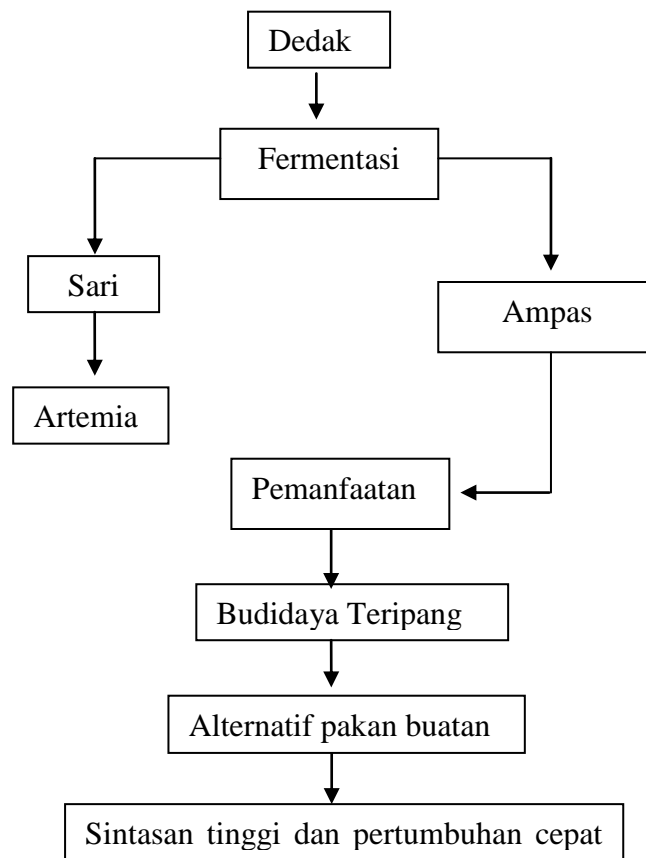 Dedak
Fermentasi
Sari
Ampas
Artemia
Pemanfaatan
Budidaya Teripang
Alternatif pakan buatan
Sintasan tinggi dan pertumbuhan cepat